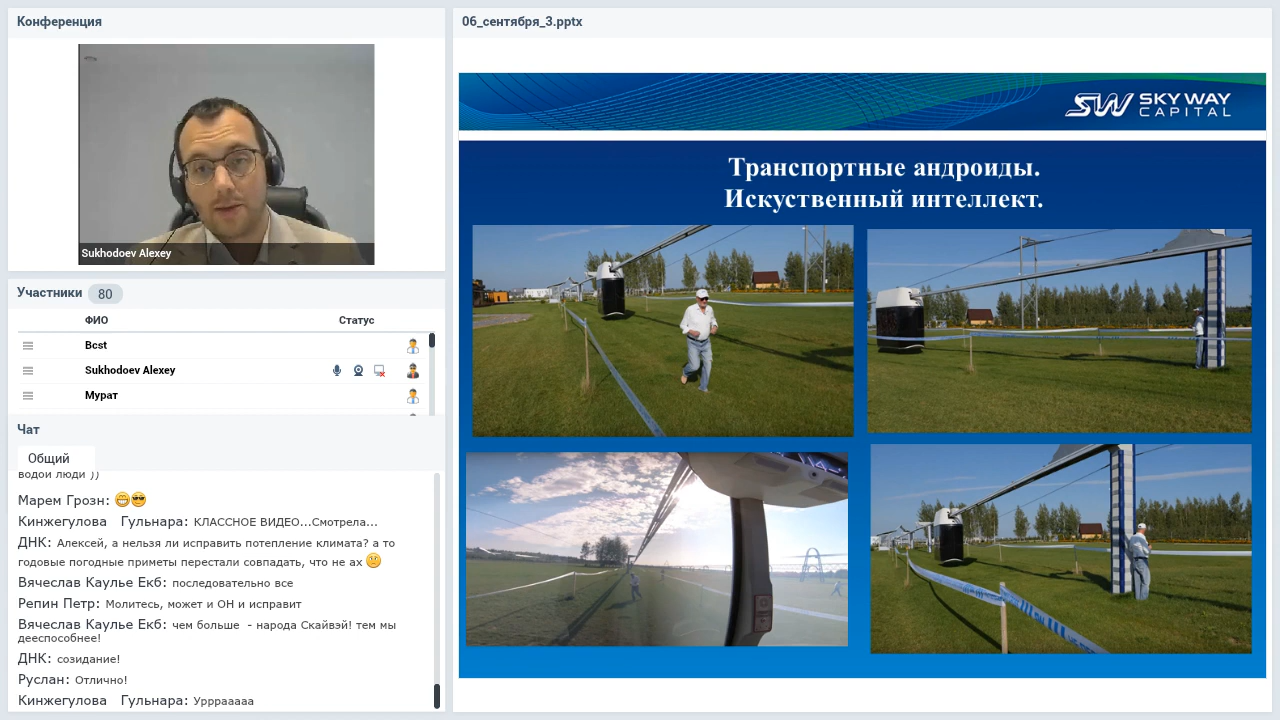 Конференция
Sukhodoev Alexey
Участники 80
ФИО Статус
Bcst
Sukhodoev Alexey
Мурат
Чат
Общий
водой люди ))
Марем Грозн:
Кинжегулова Гульнара: КЛАССНОЕ ВИДЕО...Смотрела...
ДНК: Алексей, а нельзя ли исправить потепление климата? а то
годовые погодные приметы перестали совпадать, что не ах
Вячеслав Каулье Екб: последовательно все
Репин Петр: Молитесь, может и ОН и исправит
Вячеслав Каулье Екб: чем больше - народа Скайвэй! тем мы
дееспособнее!
ДНК: созидание!
Руслан: Отлично!
Кинжегулова Гульнара: Уррраааaа
06_сентября_3.pptx
SW SKY WAY
CAPITAL
Транспортные андроиды.
Искуственный интеллект.